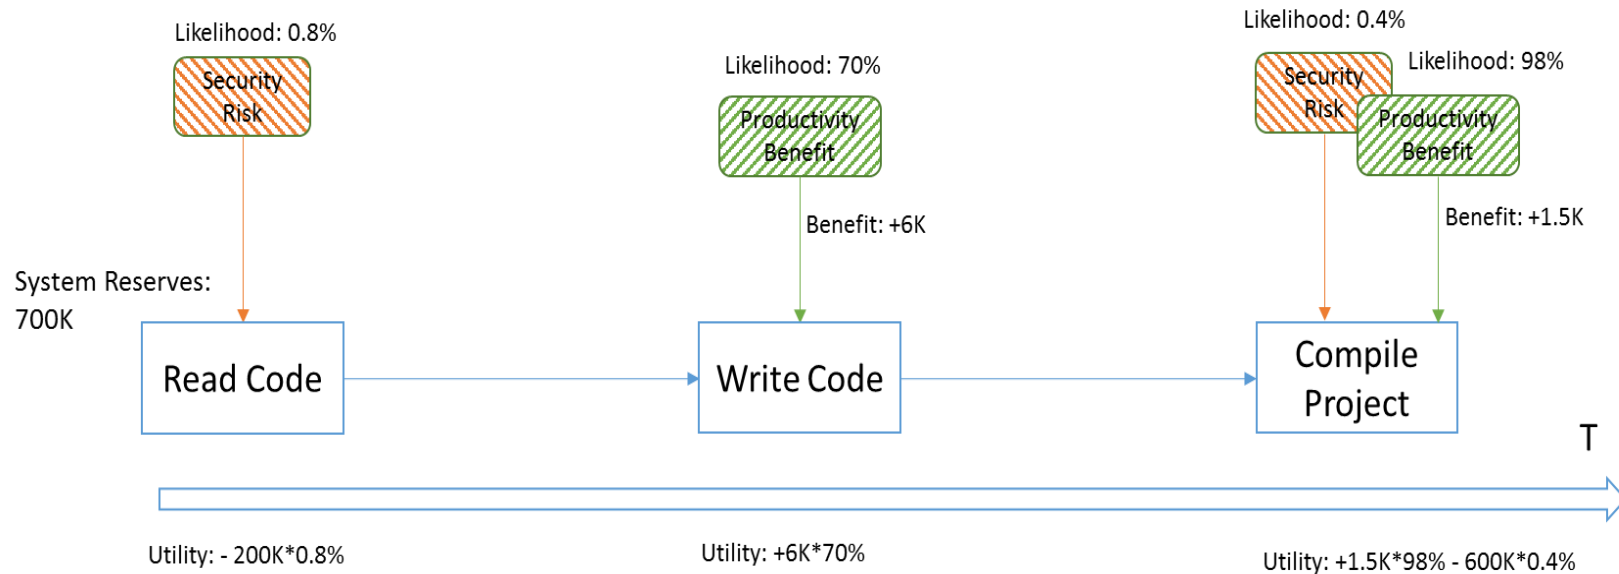 Likelihood: 0.8%
Security
Risk
Likelihood: 70%
Productivity
Benefit
Likelihood: 0.4%
Security
Risk
Likelihood: 98%
Productivity
Benefit
Benefit: +6K
Benefit: +1.5K
System Reserves:
700K
Read Code
Write Code
Compile
Project
T
Utility: - 200K*0.8%
Utility: +6K*70%
Utility: +1.5K*98% - 600K*0.4%